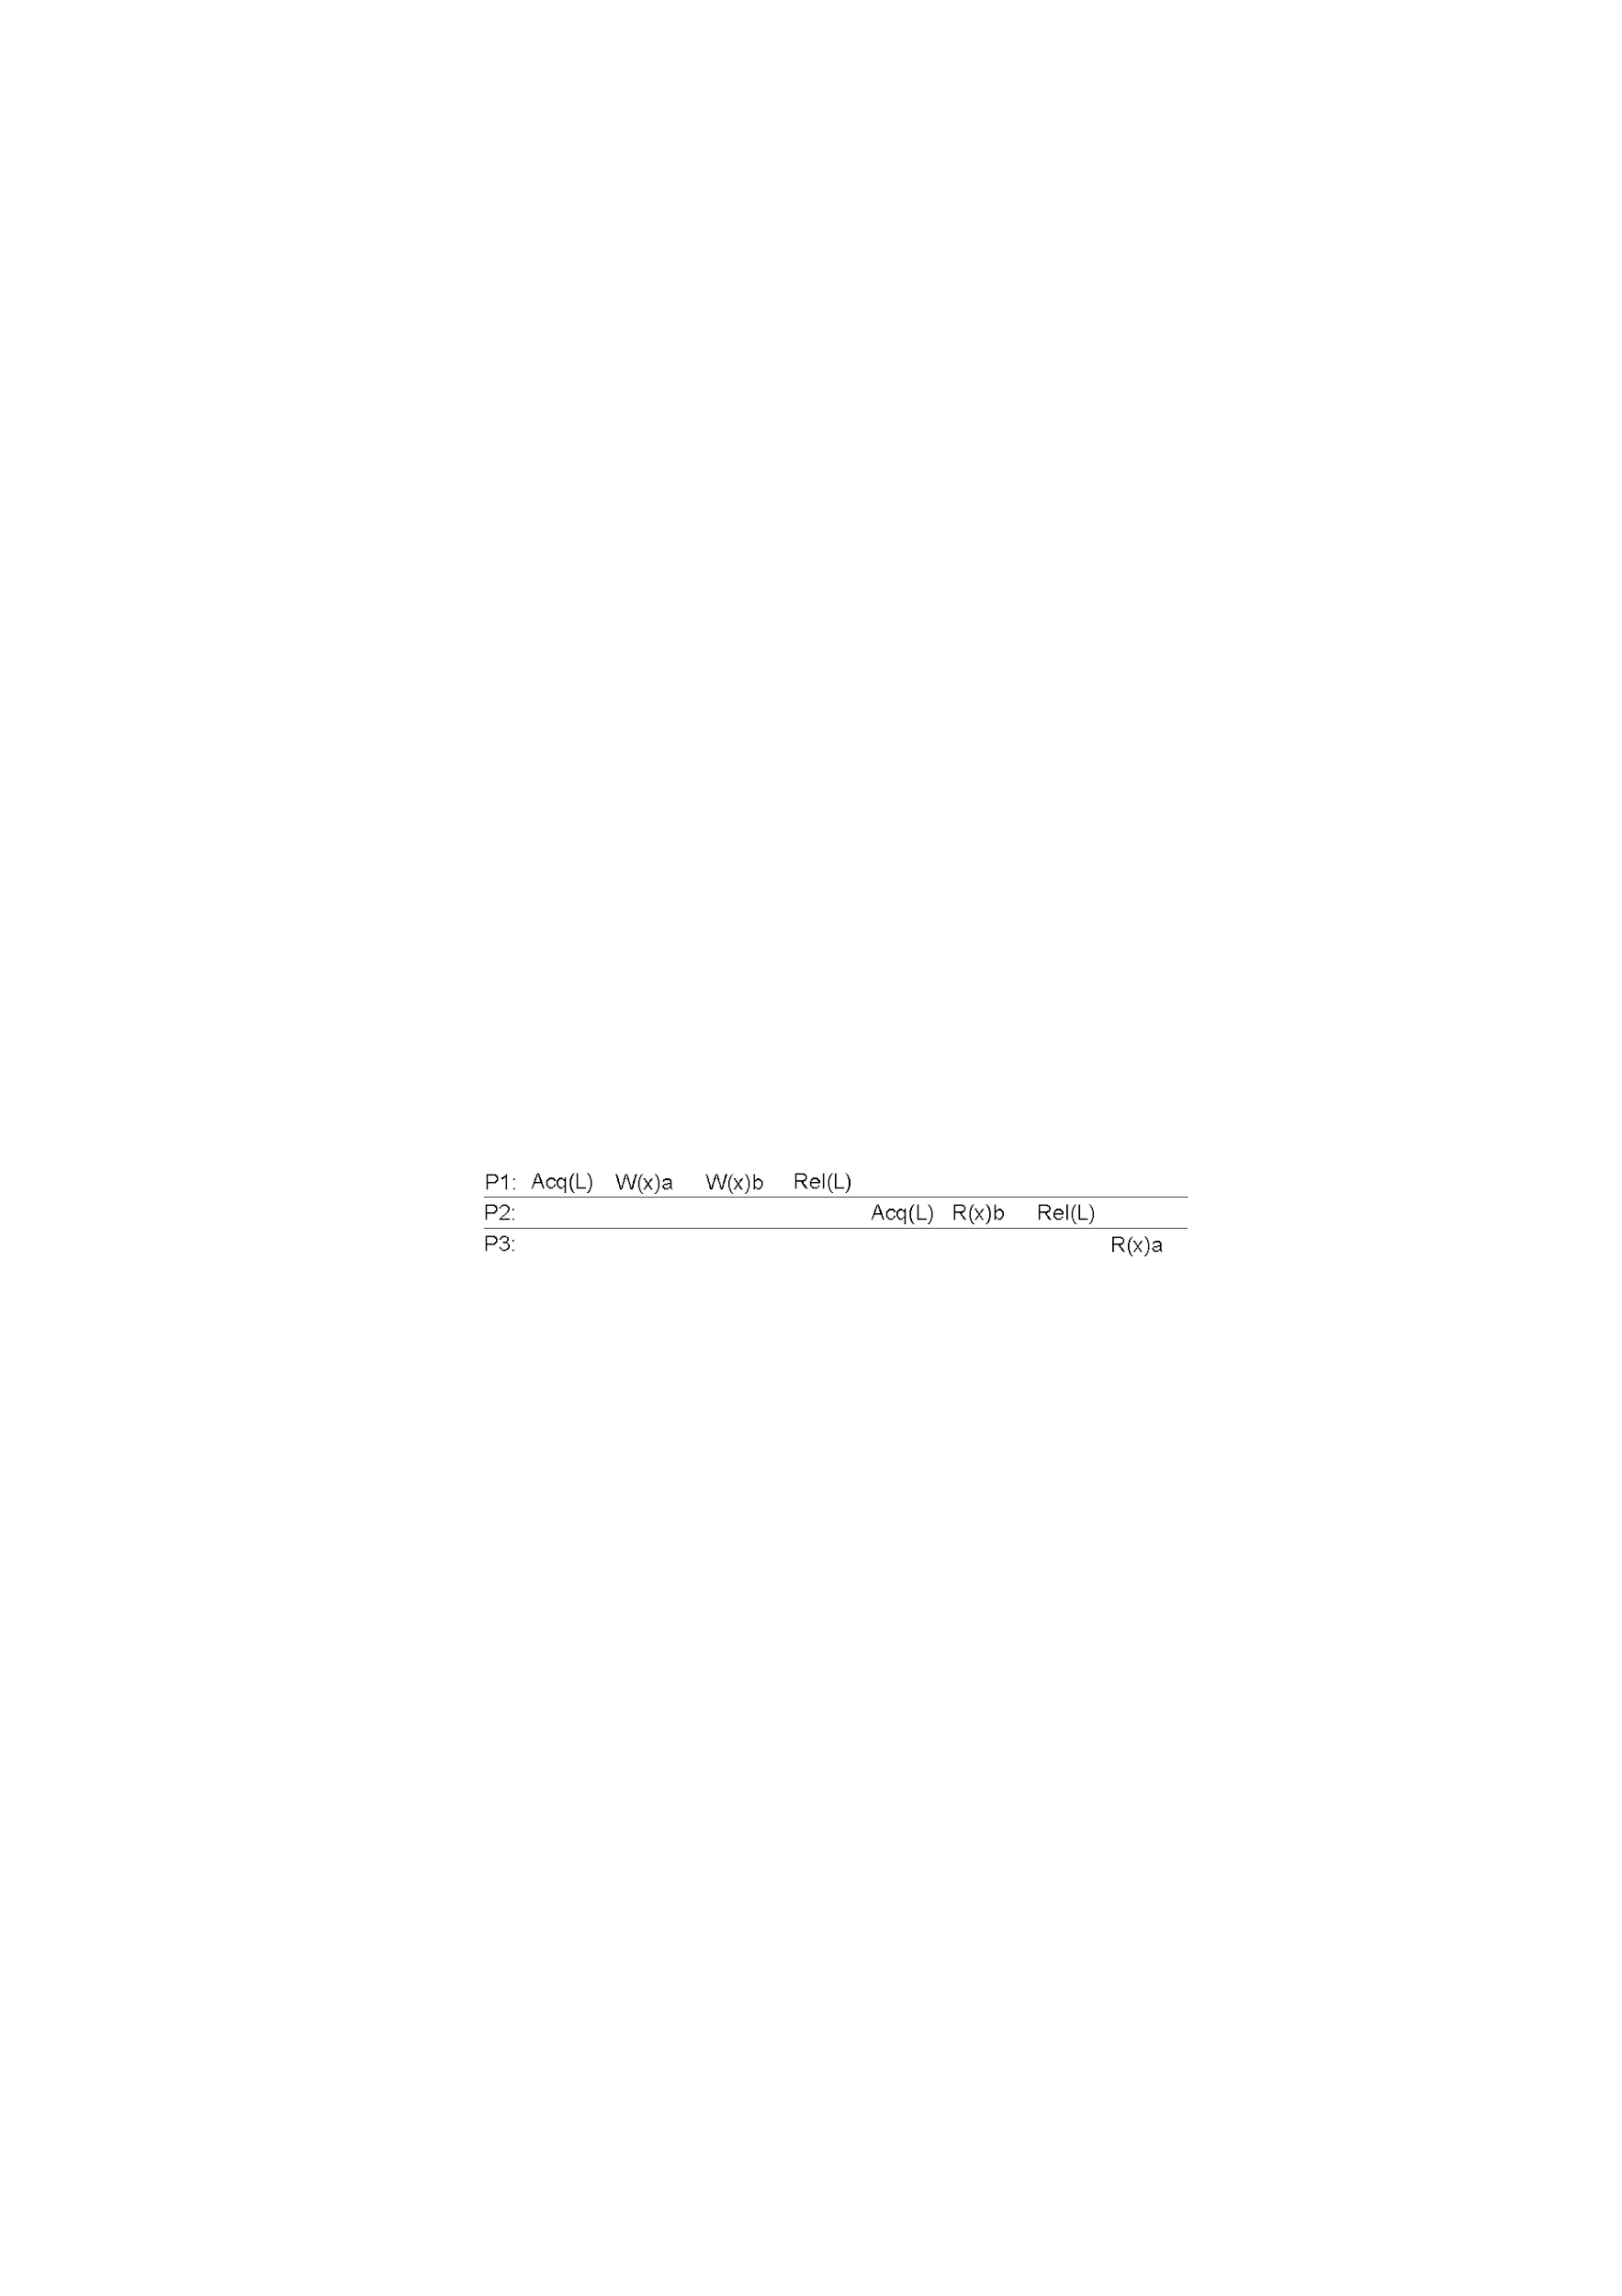 P1: Acq(L) W(x)a W(x)b Rel(L)
P2: Acq(L) R(x)b Rel(L)
P3: R(x)a